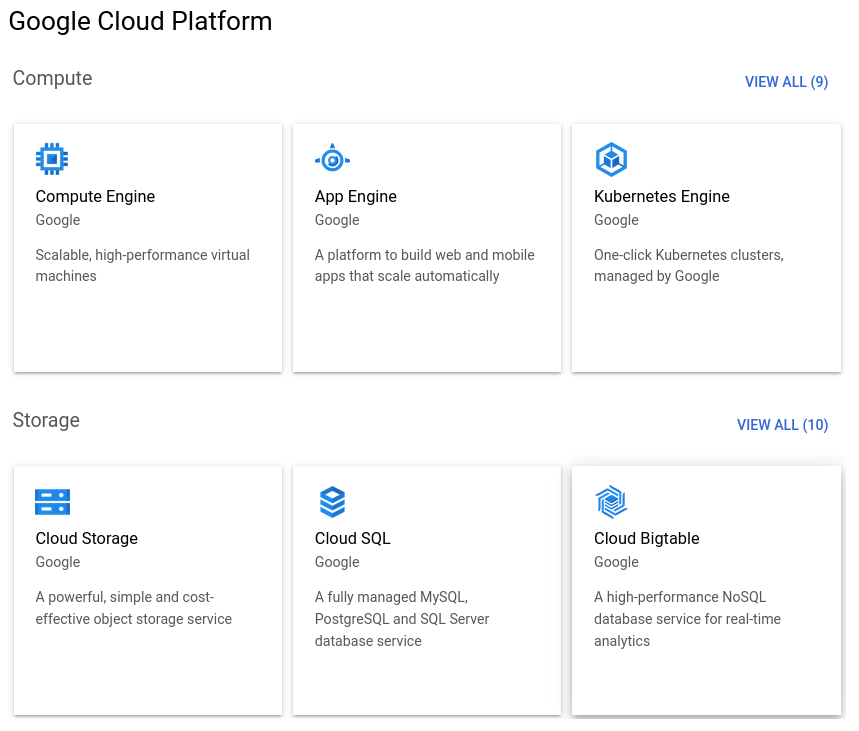 Google Cloud Platform
Compute
VIEW ALL (9)
Compute Engine
Google
Scalable, high-performance virtual
machines
App Engine
Google
A platform to build web and mobile
apps that scale automatically
Kubernetes Engine
Google
One-click Kubernetes clusters,
managed by Google
Storage
VIEW ALL (10)
Cloud Storage
Google
A powerful, simple and cost-
effective object storage service
Cloud SQL
Google
A fully managed MySQL,
PostgreSQL and SQL Server
database service
Cloud Bigtable
Google
A high-performance NoSQL
database service for real-time
analytics